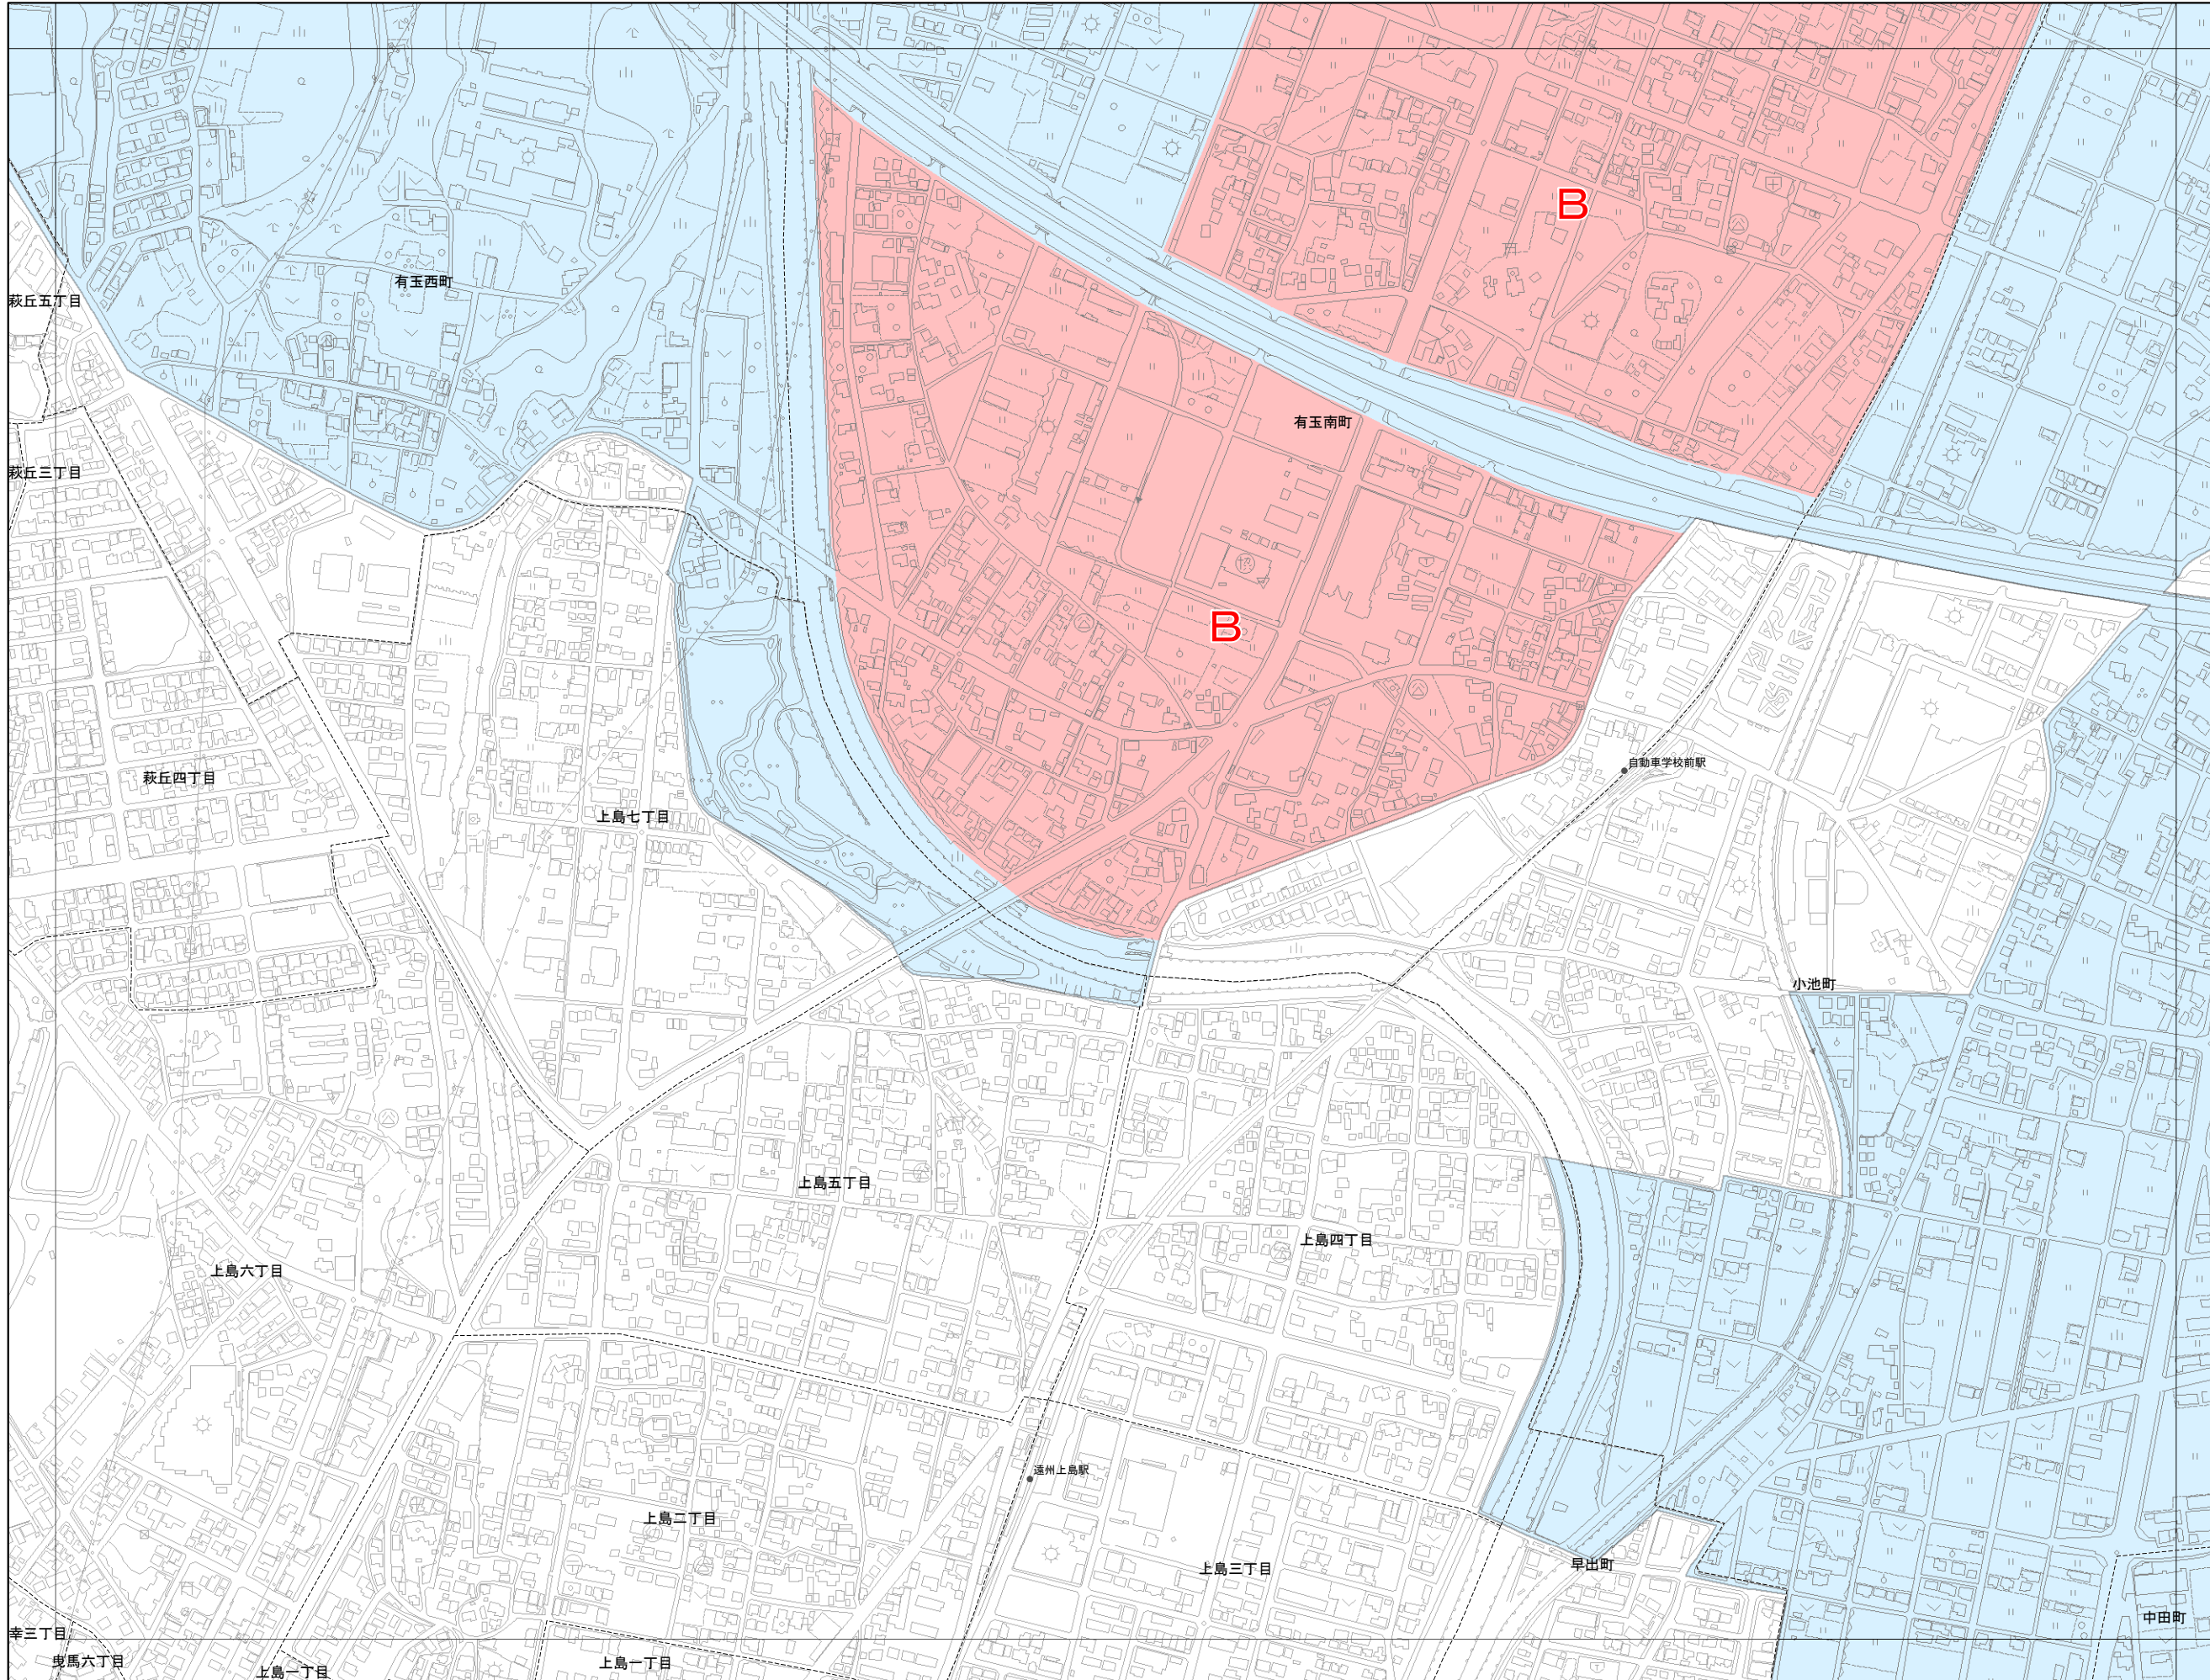 B
有玉西町
萩丘五丁目
有玉南町
萩丘三丁目
B
自動車学校前駅
萩丘四丁目
上島七丁目
小池町
上島五丁目
上島四丁目
上島六丁目
遠州上島駅
上島二丁目
上島三丁目
早出町
中田町
幸三丁目
曳馬六丁目
上島一丁目
上島一丁目